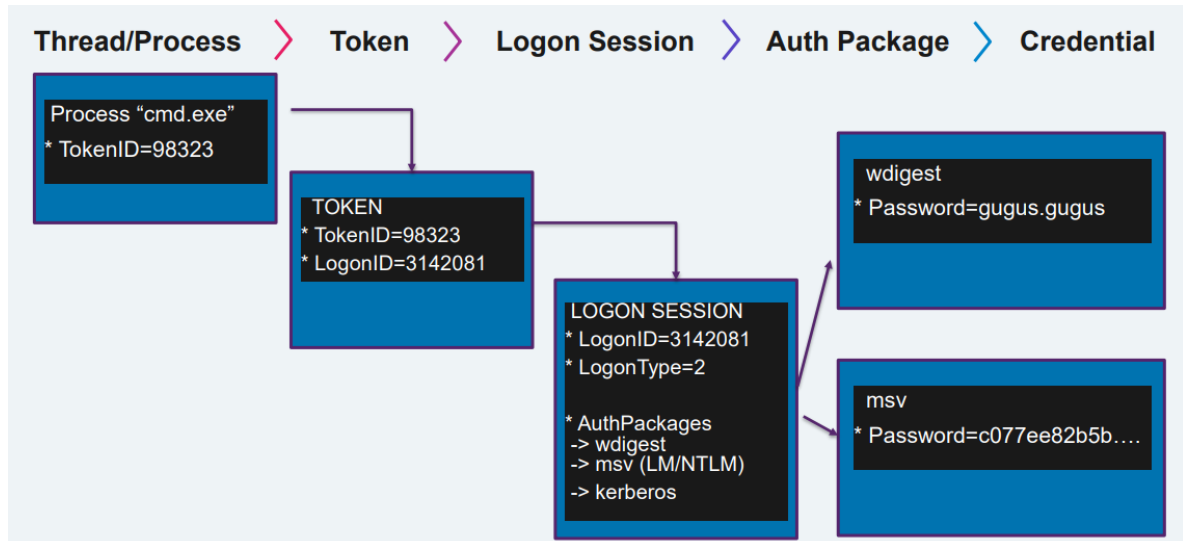 Thread/Process
Token
Logon Session
Auth Package
Credential
Process “cmd.exe”
* TokenID=98323
TOKEN
* TokenID=98323
* LogonID=3142081
LOGON SESSION
* LogonID=3142081
* LogonType=2
* AuthPackages
-> wdigest
-> msv (LM/NTLM)
-> kerberos
wdigest
* Password=gugus.gugus
msv
* Password=c077ee82b5b….